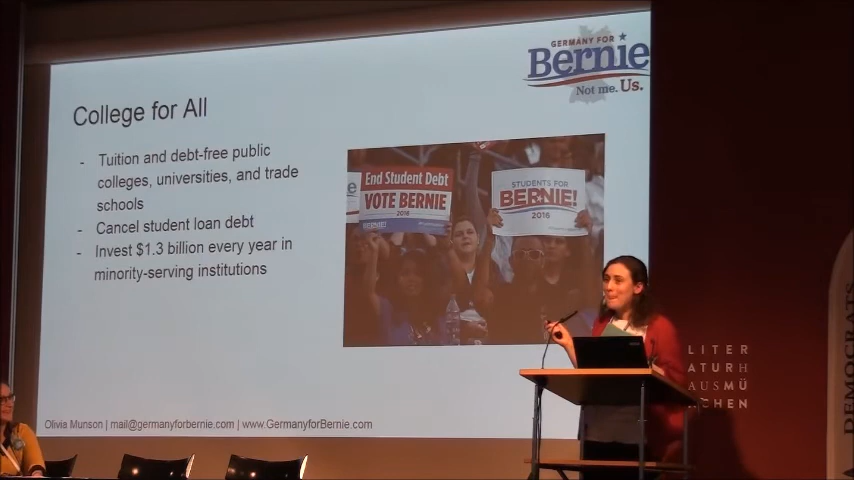 GERMANY FOR
Bernie
Not me. Us.
College for All
- Tuition and debt-free public
colleges, universities, and trade
schools
- Cancel student loan debt
- Invest $1.3 billion every year in
minority-serving institutions
e
End Student Debt
VOTE BERNIE
2016
BERNIE!
STUDENTS FOR
BERNIE!
2016
LITER
ATURH
AUSMÜ
NCHEN
DEMOCRATS
A
Olivia Munson | mail@germanyforbernie.com | www.GermanyforBernie.com